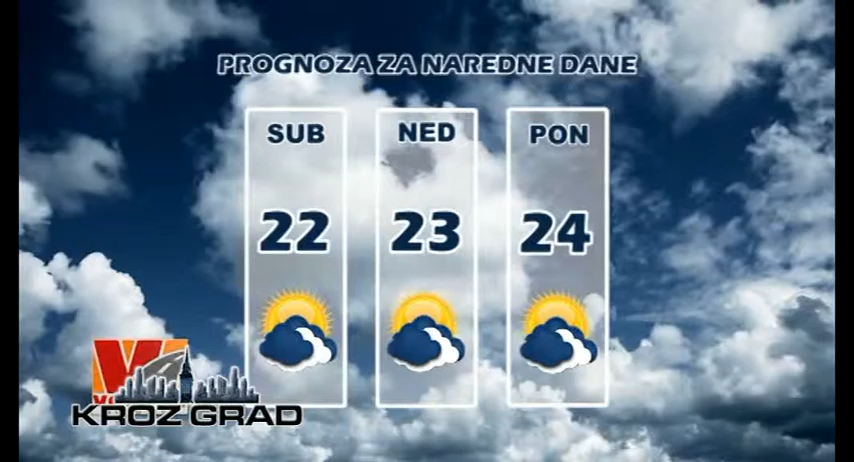 PROGNOZA ZA NAREDNE DANE
SUB NED PON
22 23 24
KROZ GRAD